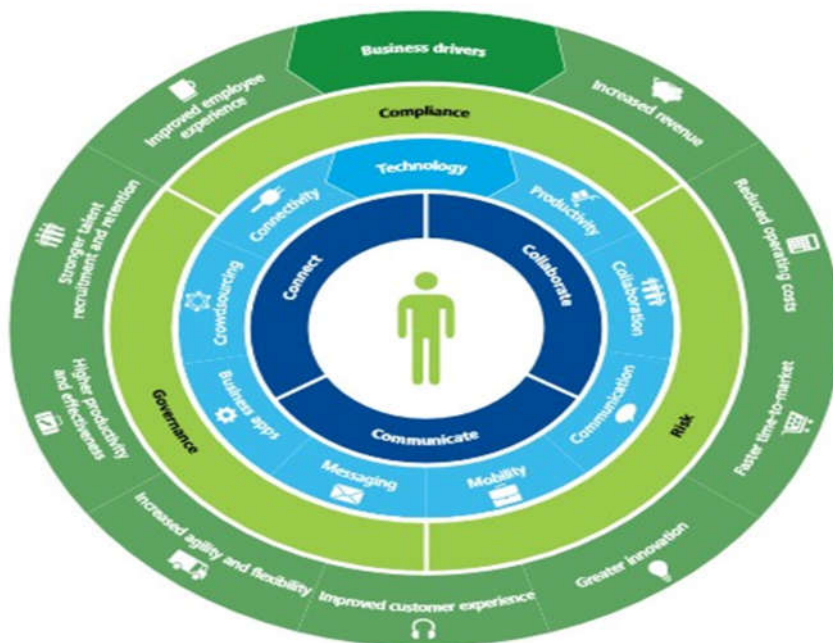 Business drivers
Increased revenue
Reduced operating costs
Faster time-to-market
Greater innovation
Improved customer experience
Increased agility and flexibility
Higher productivity
and effectiveness
Stronger talent
recruitment and retention
Improved employee
experience
Compliance
Risk
Governance
Technology
Productivity
Collaboration
Communication
Mobility
Messaging
Business apps
Crowdsourcing
Connectivity
Collaborate
Communicate
Connect